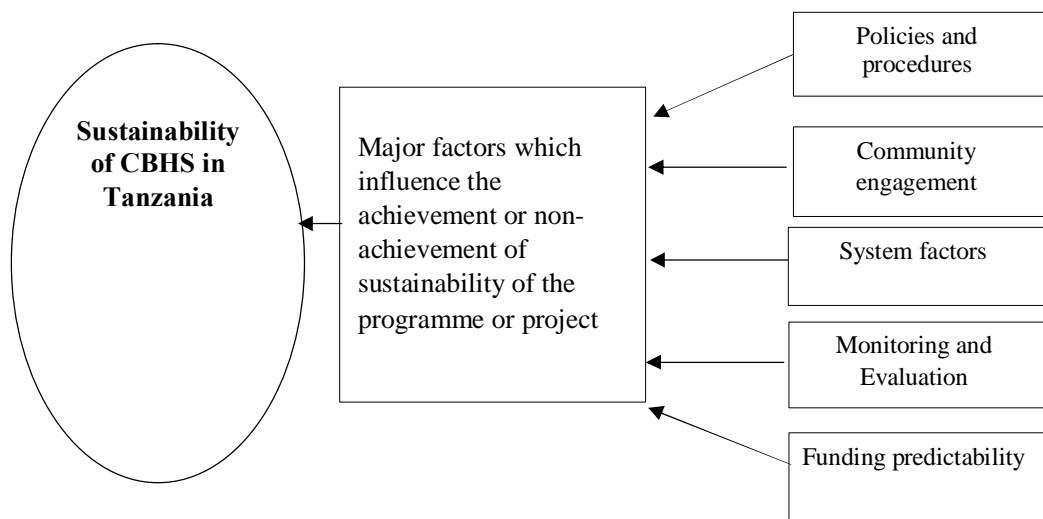 Sustainability
of CBHS in
Tanzania
Major factors which
influence the
achievement or non-
achievement of
sustainability of the
programme or project
Policies and
procedures
Community
engagement
System factors
Monitoring and
Evaluation
Funding predictability